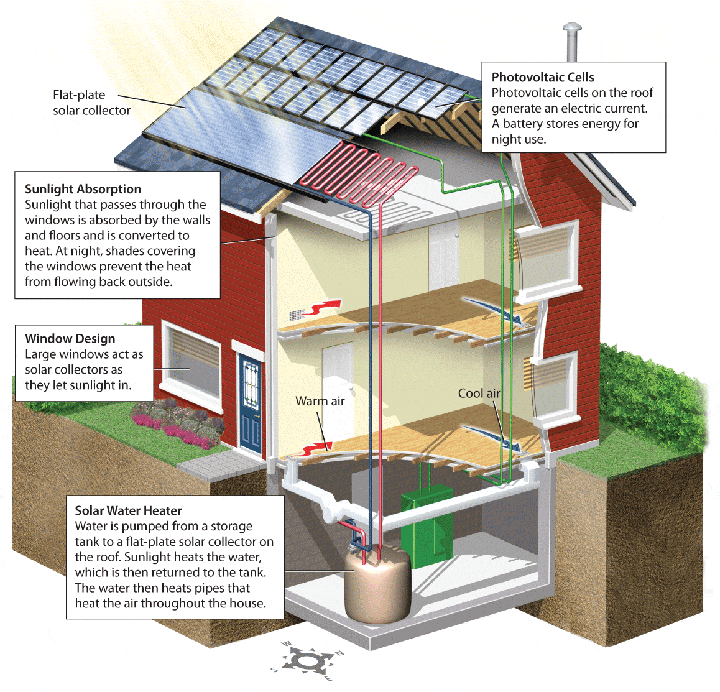 Photovoltaic Cells
Photovoltaic cells on the roof
generate an electric current.
A battery stores energy for
night use.
Flat-plate
solar collector
Sunlight Absorption
Sunlight that passes through the
windows is absorbed by the walls
and floors and is converted to
heat. At night, shades covering
the windows prevent the heat
from flowing back outside.
Window Design
Large windows act as
solar collectors as
they let sunlight in.
Warm air
Cool air
Solar Water Heater
Water is pumped from a storage
tank to a flat-plate solar collector on
the roof. Sunlight heats the water,
which is then returned to the tank.
The water then heats pipes that
heat the air throughout the house.